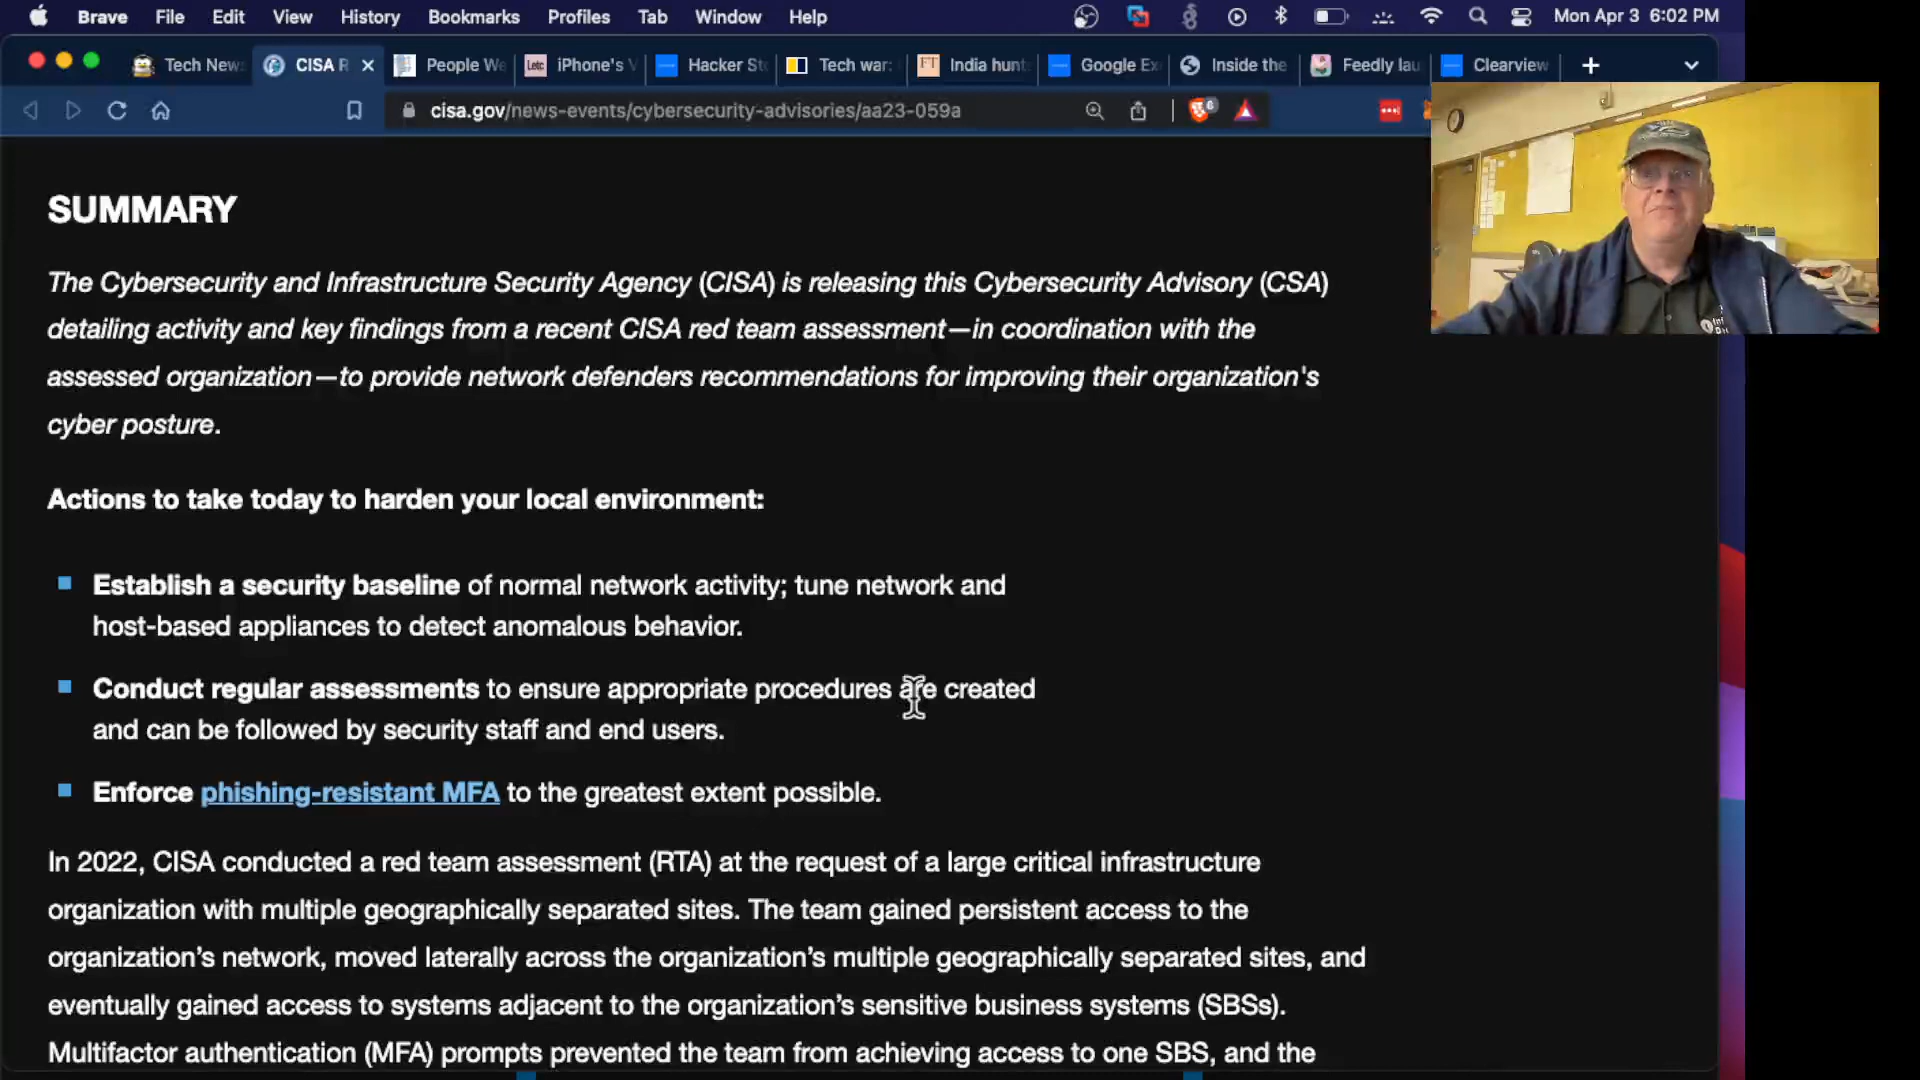 Brave File Edit View History Bookmarks Profiles Tab Window Help Mon Apr 3 6:02 PM
Tech News CISA R People We iPhone's V Hacker St Tech war: India hunt Google Ex Inside the Feedly lau Clearview
cisa.gov/news-events/cybersecurity-advisories/aa23-059a 6
SUMMARY
The Cybersecurity and Infrastructure Security Agency (CISA) is releasing this Cybersecurity Advisory (CSA)
detailing activity and key findings from a recent CISA red team assessment—in coordination with the
assessed organization—to provide network defenders recommendations for improving their organization's
cyber posture.
Actions to take today to harden your local environment:
Establish a security baseline of normal network activity; tune network and
host-based appliances to detect anomalous behavior.
Conduct regular assessments to ensure appropriate procedures are created
and can be followed by security staff and end users.
Enforce phishing-resistant MFA to the greatest extent possible.
In 2022, CISA conducted a red team assessment (RTA) at the request of a large critical infrastructure
organization with multiple geographically separated sites. The team gained persistent access to the
organization’s network, moved laterally across the organization’s multiple geographically separated sites, and
eventually gained access to systems adjacent to the organization’s sensitive business systems (SBSs).
Multifactor authentication (MFA) prompts prevented the team from achieving access to one SBS, and the